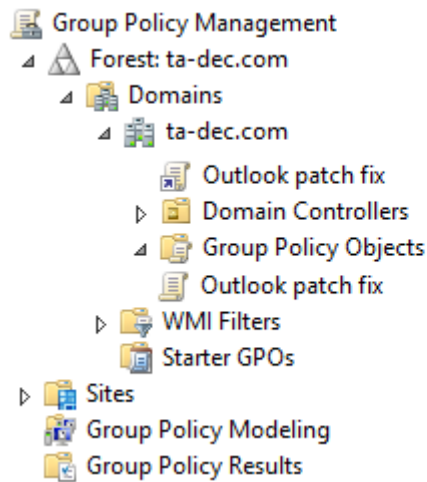 Group Policy Management
Forest: ta-dec.com
Domains
ta-dec.com
Outlook patch fix
Domain Controllers
Group Policy Objects
Outlook patch fix
WMI Filters
Starter GPOs
Sites
Group Policy Modeling
Group Policy Results